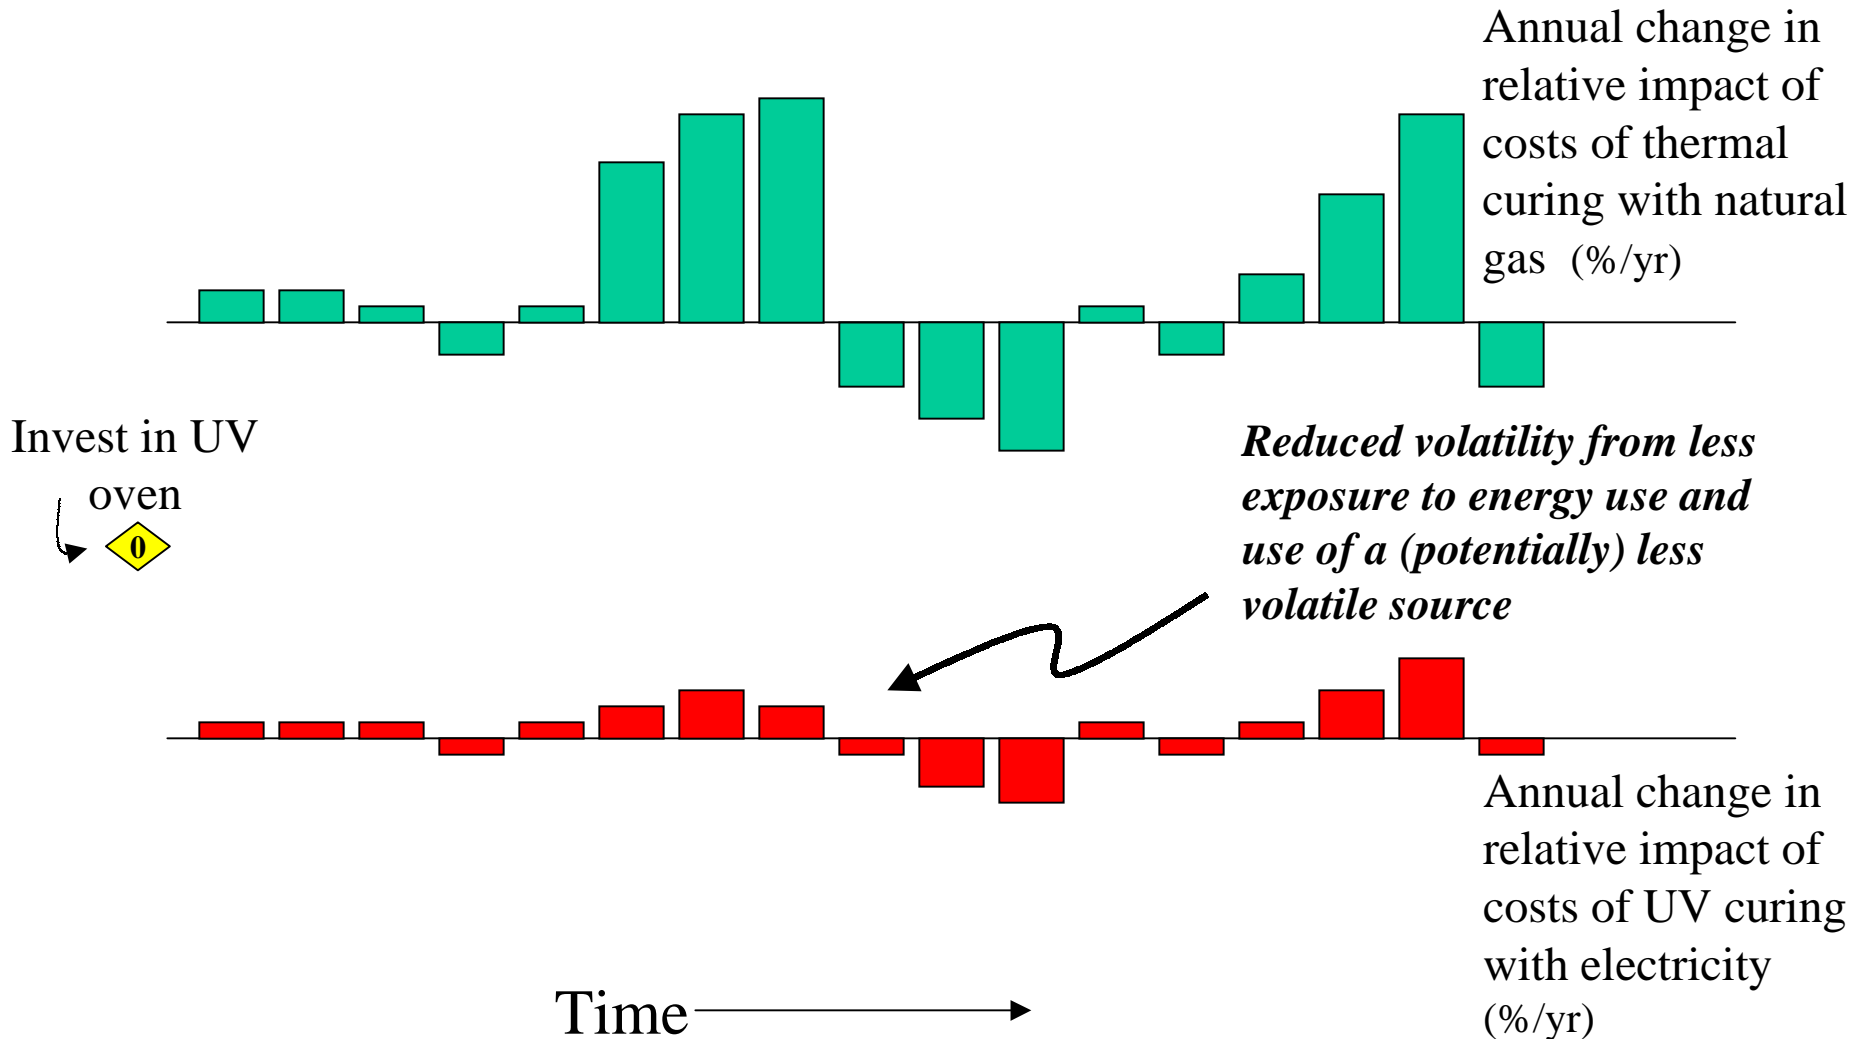 Annual change in
relative impact of
costs of thermal
curing with natural
gas (%/yr)
Invest in UV
oven
0
Reduced volatility from less
exposure to energy use and
use of a (potentially) less
volatile source
Annual change in
relative impact of
costs of UV curing
with electricity
(%/yr)
Time